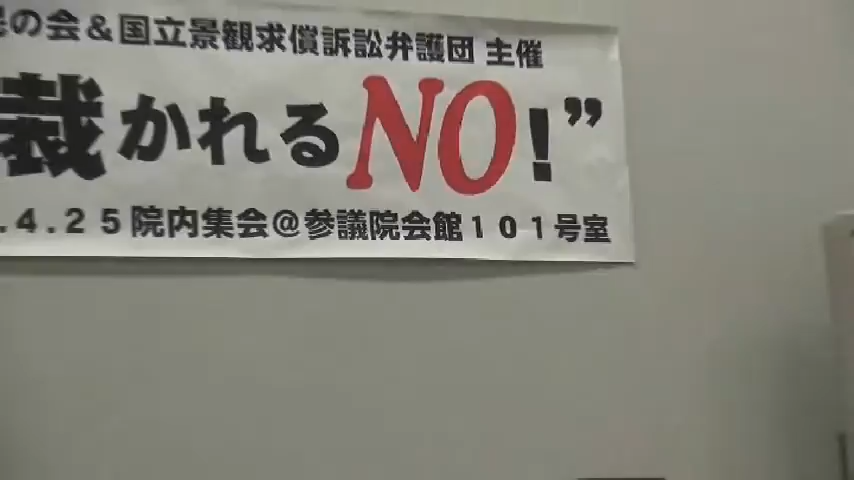 の会＆国立景観求償訴訟弁護団 主催
裁かれるNO！”
.４.２５院内集会＠参議院会館１０１号室